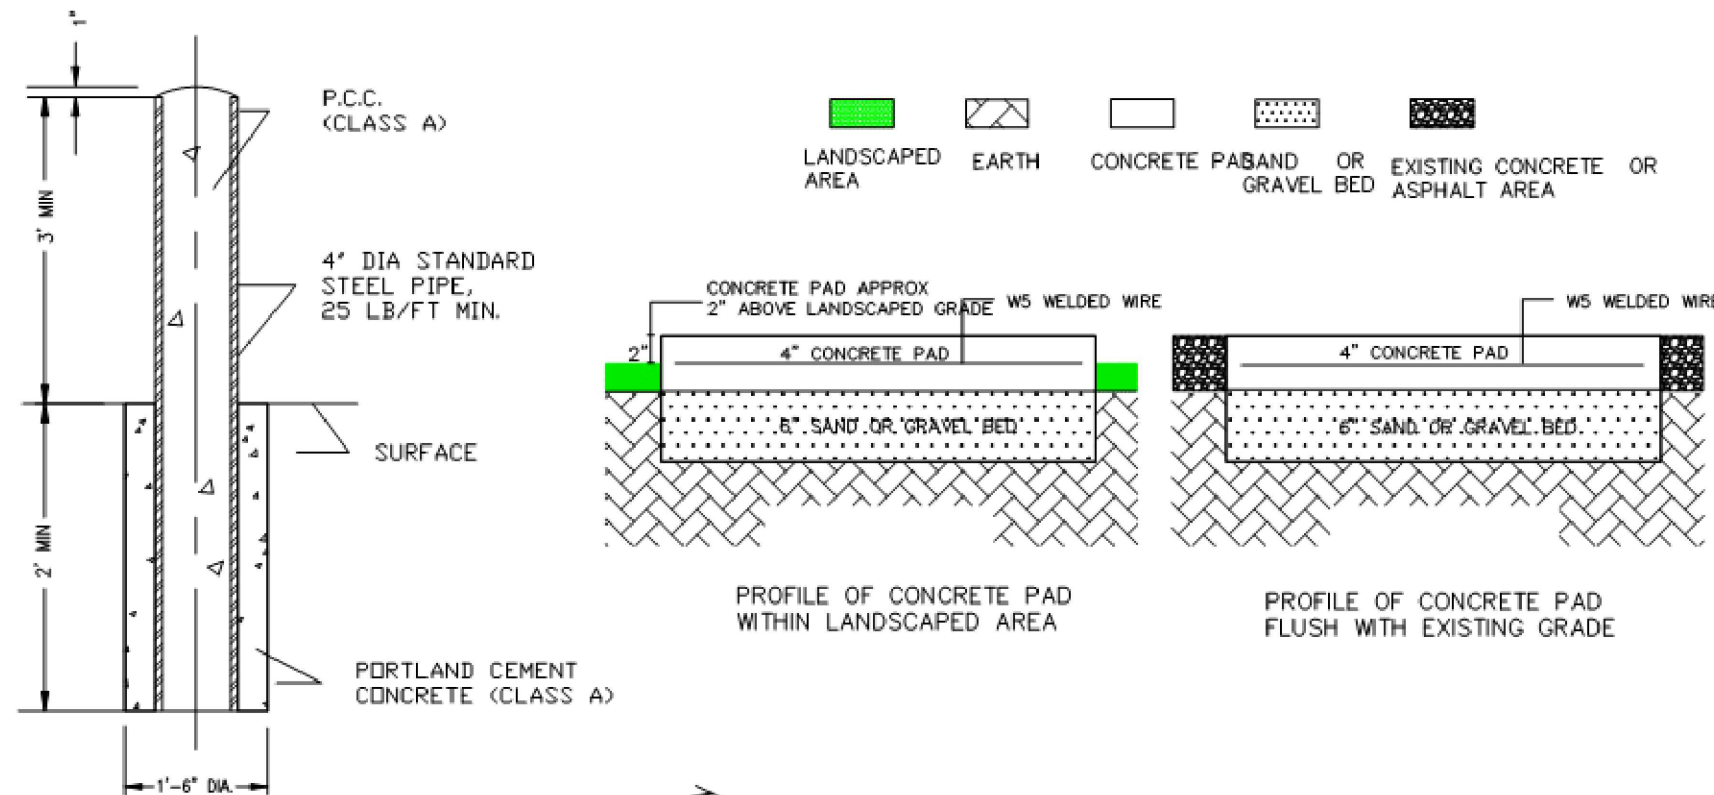 1"
P.C.C.
(CLASS A)
3' MIN
4" DIA STANDARD
STEEL PIPE,
25 LB/FT MIN.
SURFACE
2' MIN
PORTLAND CEMENT
CONCRETE (CLASS A)
1'-6" DIA.
LANDSCAPED
AREA
EARTH
CONCRETE PAD
SAND OR
GRAVEL BED
EXISTING CONCRETE OR
ASPHALT AREA
CONCRETE PAD APPROX
2" ABOVE LANDSCAPED GRADE
W5 WELDED WIRE
2"
4" CONCRETE PAD
6" SAND OR GRAVEL BED
PROFILE OF CONCRETE PAD
WITHIN LANDSCAPED AREA
W5 WELDED WIRE
4" CONCRETE PAD
6" SAND OR GRAVEL BED
PROFILE OF CONCRETE PAD
FLUSH WITH EXISTING GRADE